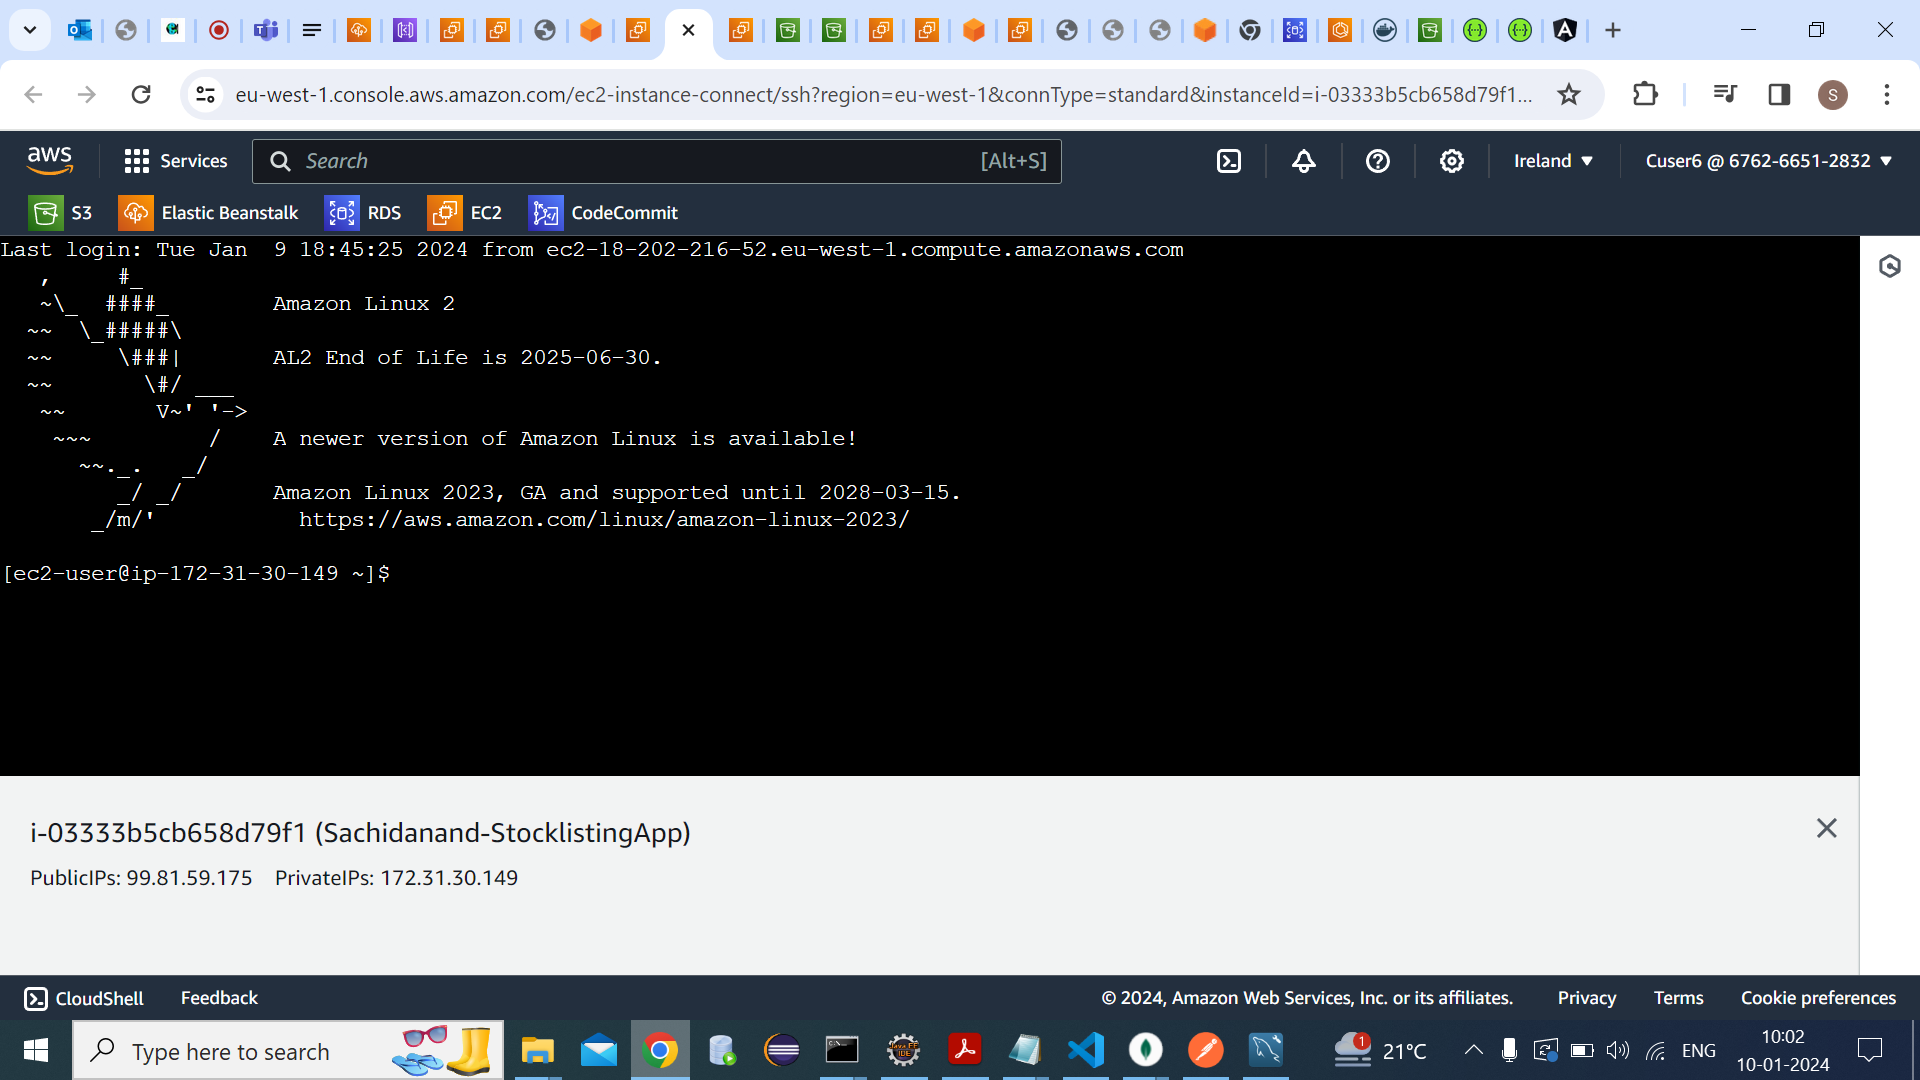 eu-west-1.console.aws.amazon.com/ec2-instance-connect/ssh?region=eu-west-1&connType=standard&instanceId=i-03333b5cb658d79f1...
S
aws
Services
Search
[Alt+S]
Ireland
Cuser6 @ 6762-6651-2832
S3
Elastic Beanstalk
RDS
EC2
CodeCommit
Last login: Tue Jan  9 18:45:25 2024 from ec2-18-202-216-52.eu-west-1.compute.amazonaws.com
   ,     #_
   ~\_  ####_        Amazon Linux 2
  ~~  \_#####\
  ~~     \###|       AL2 End of Life is 2025-06-30.
  ~~       \#/ ___
   ~~       V~' '->
    ~~~         /    A newer version of Amazon Linux is available!
      ~~._.   _/
         _/ _/       Amazon Linux 2023, GA and supported until 2028-03-15.
       _/m/'           https://aws.amazon.com/linux/amazon-linux-2023/
[ec2-user@ip-172-31-30-149 ~]$
i-03333b5cb658d79f1 (Sachidanand-StocklistingApp)
PublicIPs: 99.81.59.175    PrivateIPs: 172.31.30.149
CloudShell
Feedback
© 2024, Amazon Web Services, Inc. or its affiliates.
Privacy
Terms
Cookie preferences
Type here to search
1
21°C
ENG
10:02
10-01-2024